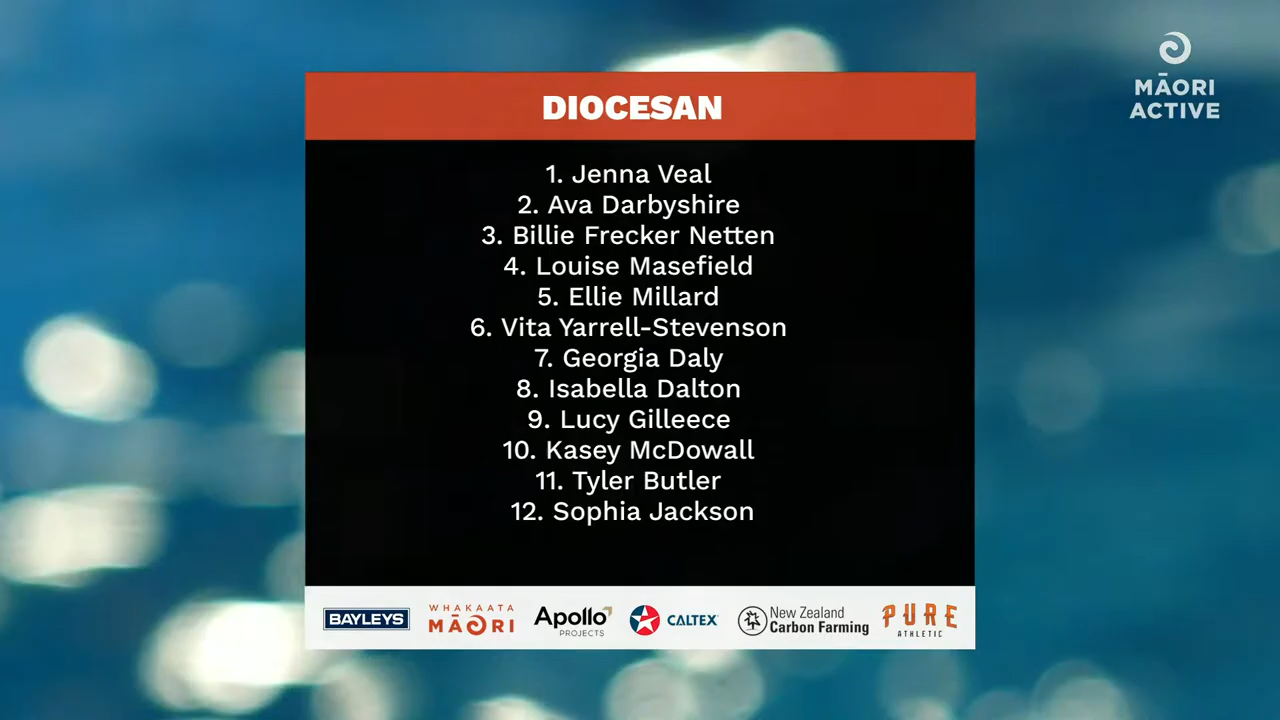 MĀORI
ACTIVE
DIOCESAN
1. Jenna Veal
2. Ava Darbyshire
3. Billie Frecker Netten
4. Louise Masefield
5. Ellie Millard
6. Vita Yarrell-Stevenson
7. Georgia Daly
8. Isabella Dalton
9. Lucy Gilleece
10. Kasey McDowall
11. Tyler Butler
12. Sophia Jackson
BAYLEYS
WHAKAATA
MĀORI
Apollo
PROJECTS
CALTEX
New Zealand
Carbon Farming
PURE
ATHLETIC